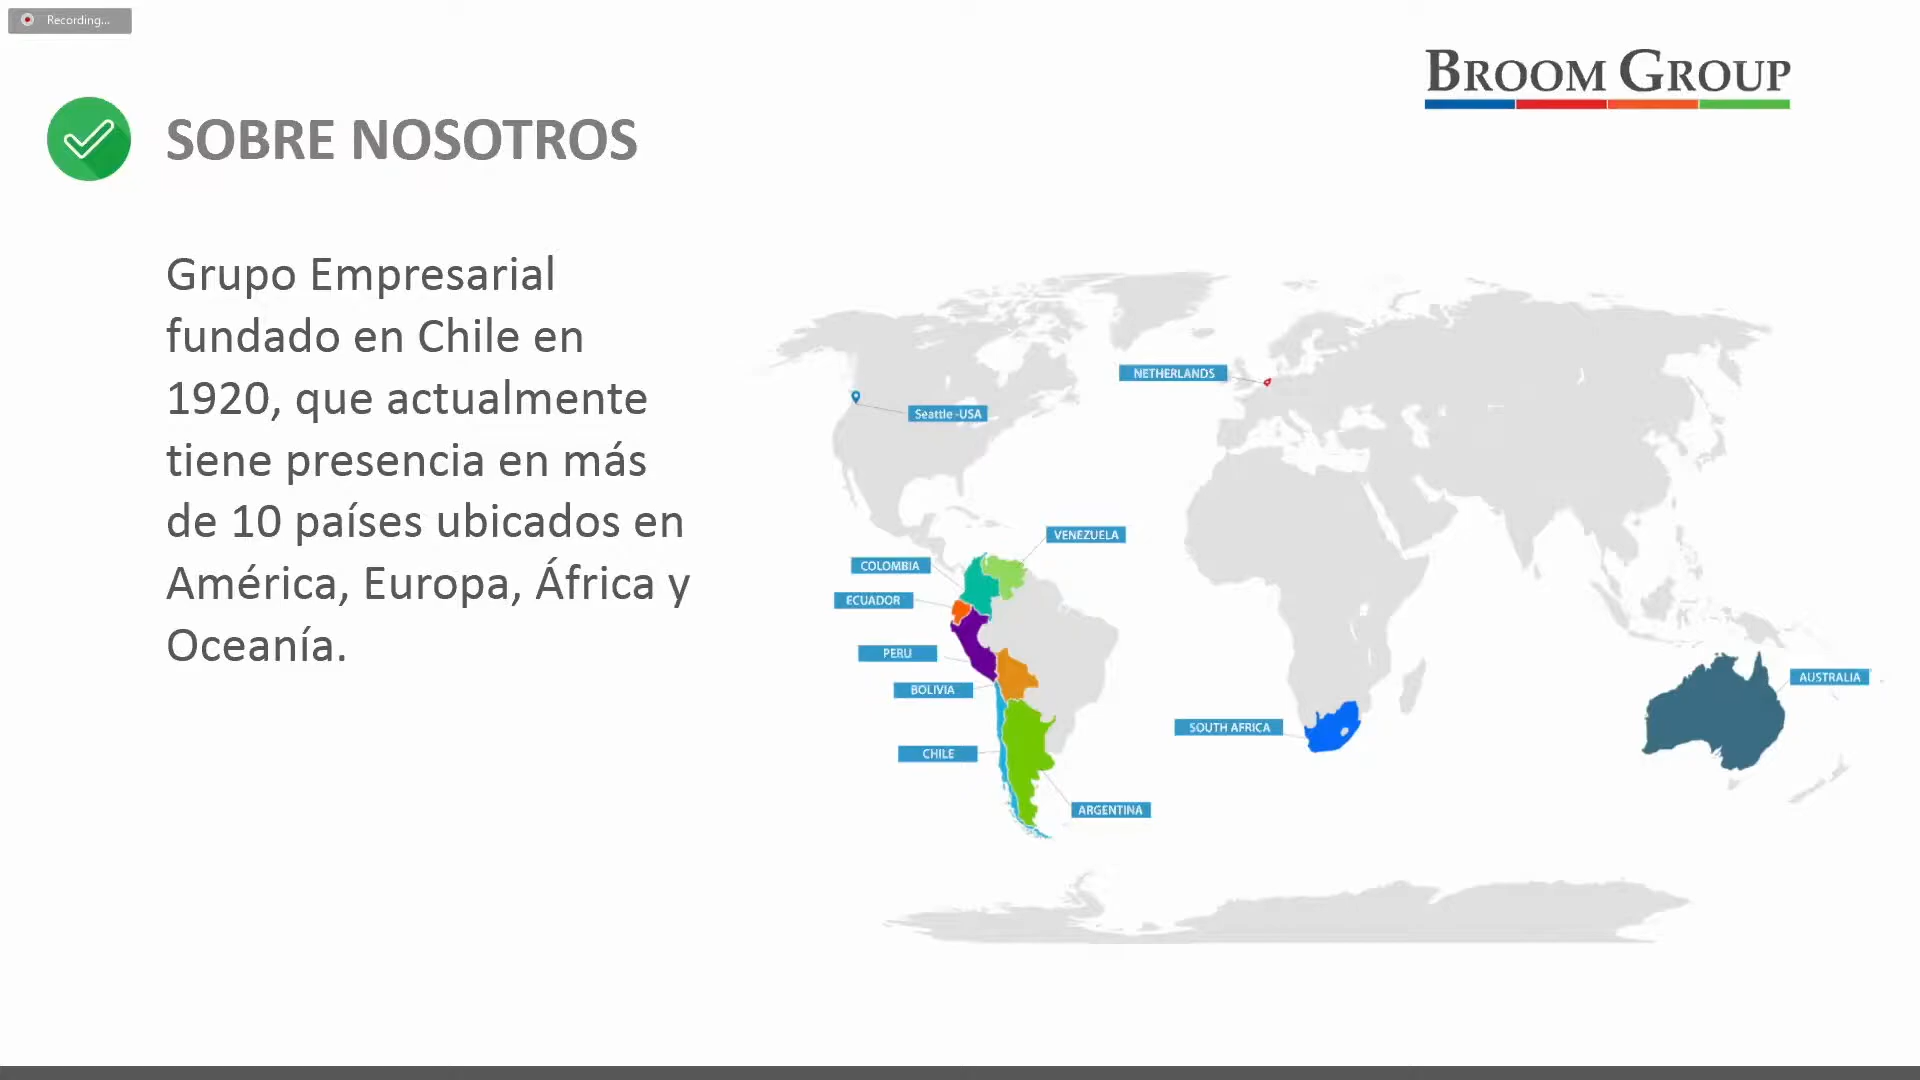 Recording...
BROOM GROUP
SOBRE NOSOTROS
Grupo Empresarial
fundado en Chile en
1920, que actualmente
tiene presencia en más
de 10 países ubicados en
América, Europa, África y
Oceanía.
NETHERLANDS
Seattle -USA
VENEZUELA
COLOMBIA
ECUADOR
PERU
BOLIVIA
CHILE
ARGENTINA
SOUTH AFRICA
AUSTRALIA